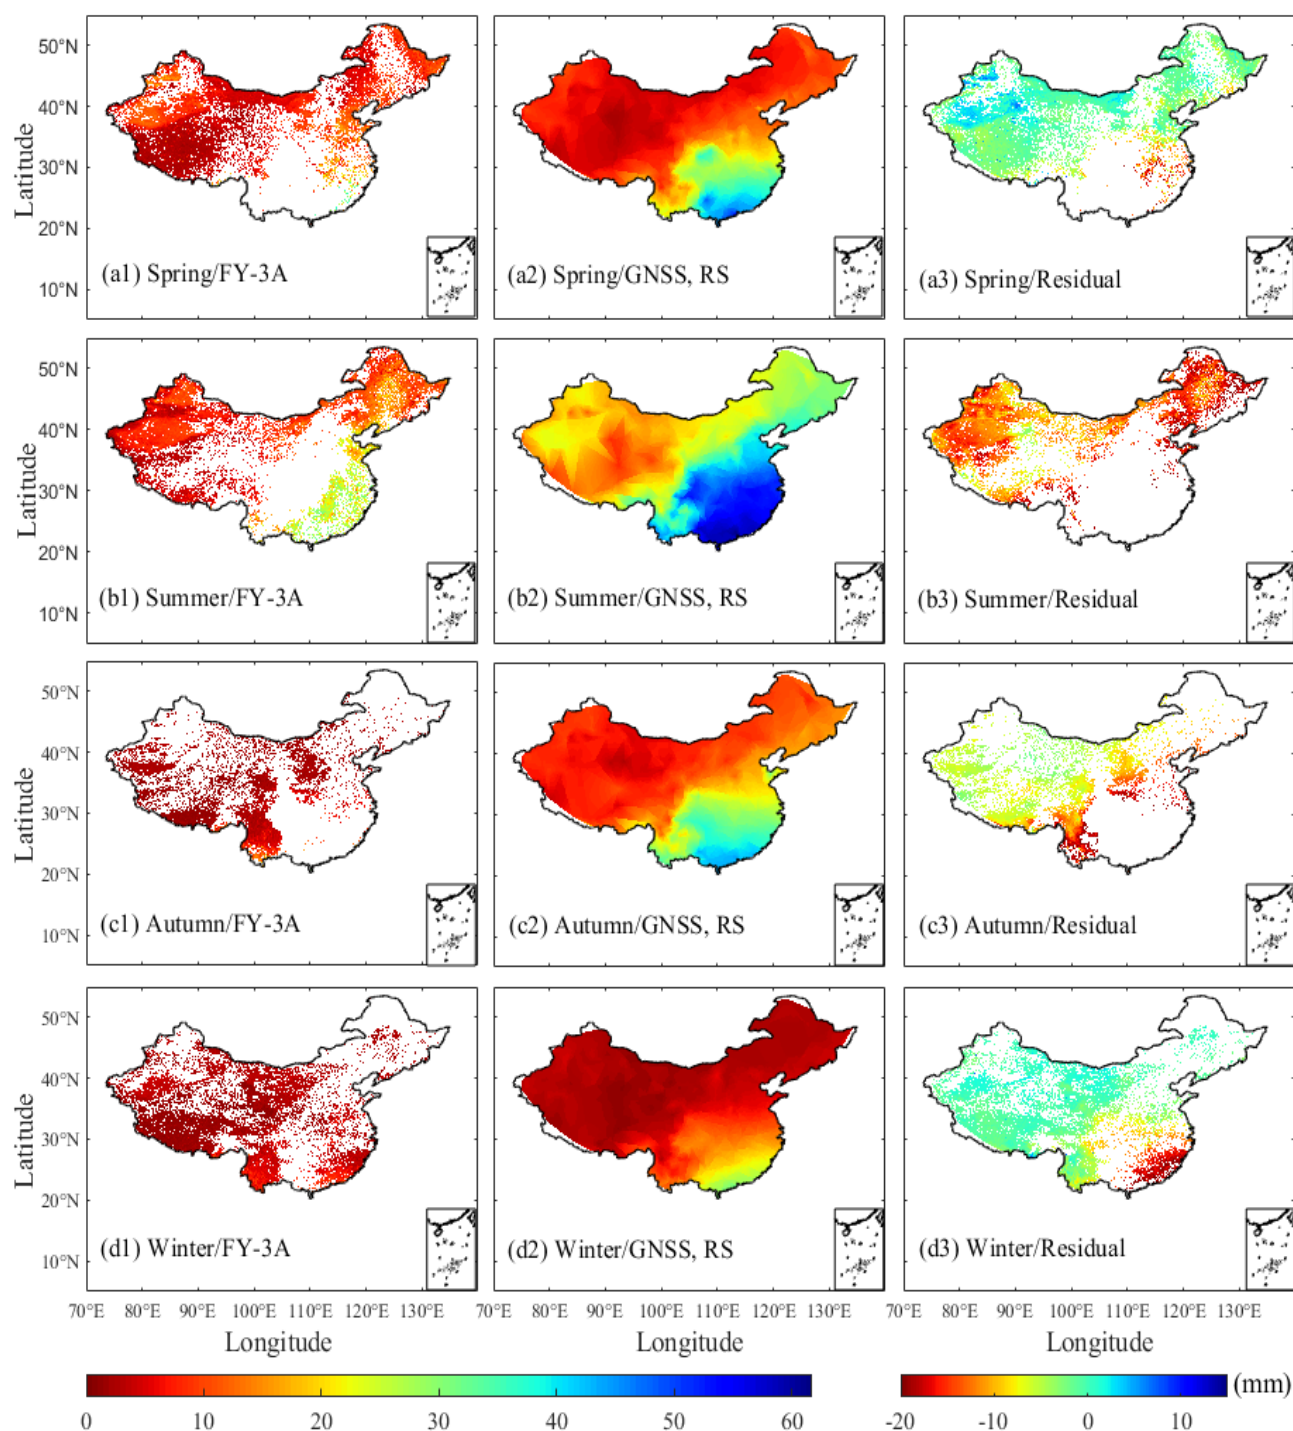 50°N
40°N
30°N
20°N
10°N
Latitude
(a1) Spring/FY-3A
(a2) Spring/GNSS, RS
(a3) Spring/Residual
50°N
40°N
30°N
20°N
10°N
Latitude
(b1) Summer/FY-3A
(b2) Summer/GNSS, RS
(b3) Summer/Residual
50°N
40°N
30°N
20°N
10°N
Latitude
(c1) Autumn/FY-3A
(c2) Autumn/GNSS, RS
(c3) Autumn/Residual
50°N
40°N
30°N
20°N
10°N
Latitude
(d1) Winter/FY-3A
(d2) Winter/GNSS, RS
(d3) Winter/Residual
70°E 80°E 90°E 100°E 110°E 120°E 130°E
70°E 80°E 90°E 100°E 110°E 120°E 130°E
70°E 80°E 90°E 100°E 110°E 120°E 130°E
Longitude
Longitude
Longitude
0 10 20 30 40 50 60
-20 -10 0 10
(mm)